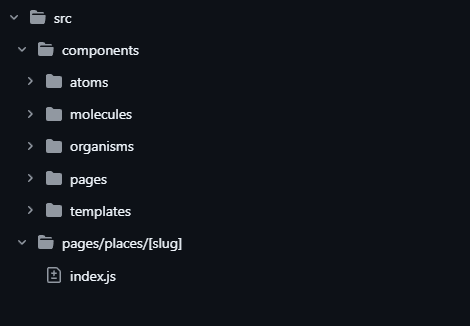 src
components
atoms
molecules
organisms
pages
templates
pages/places/[slug]
index.js